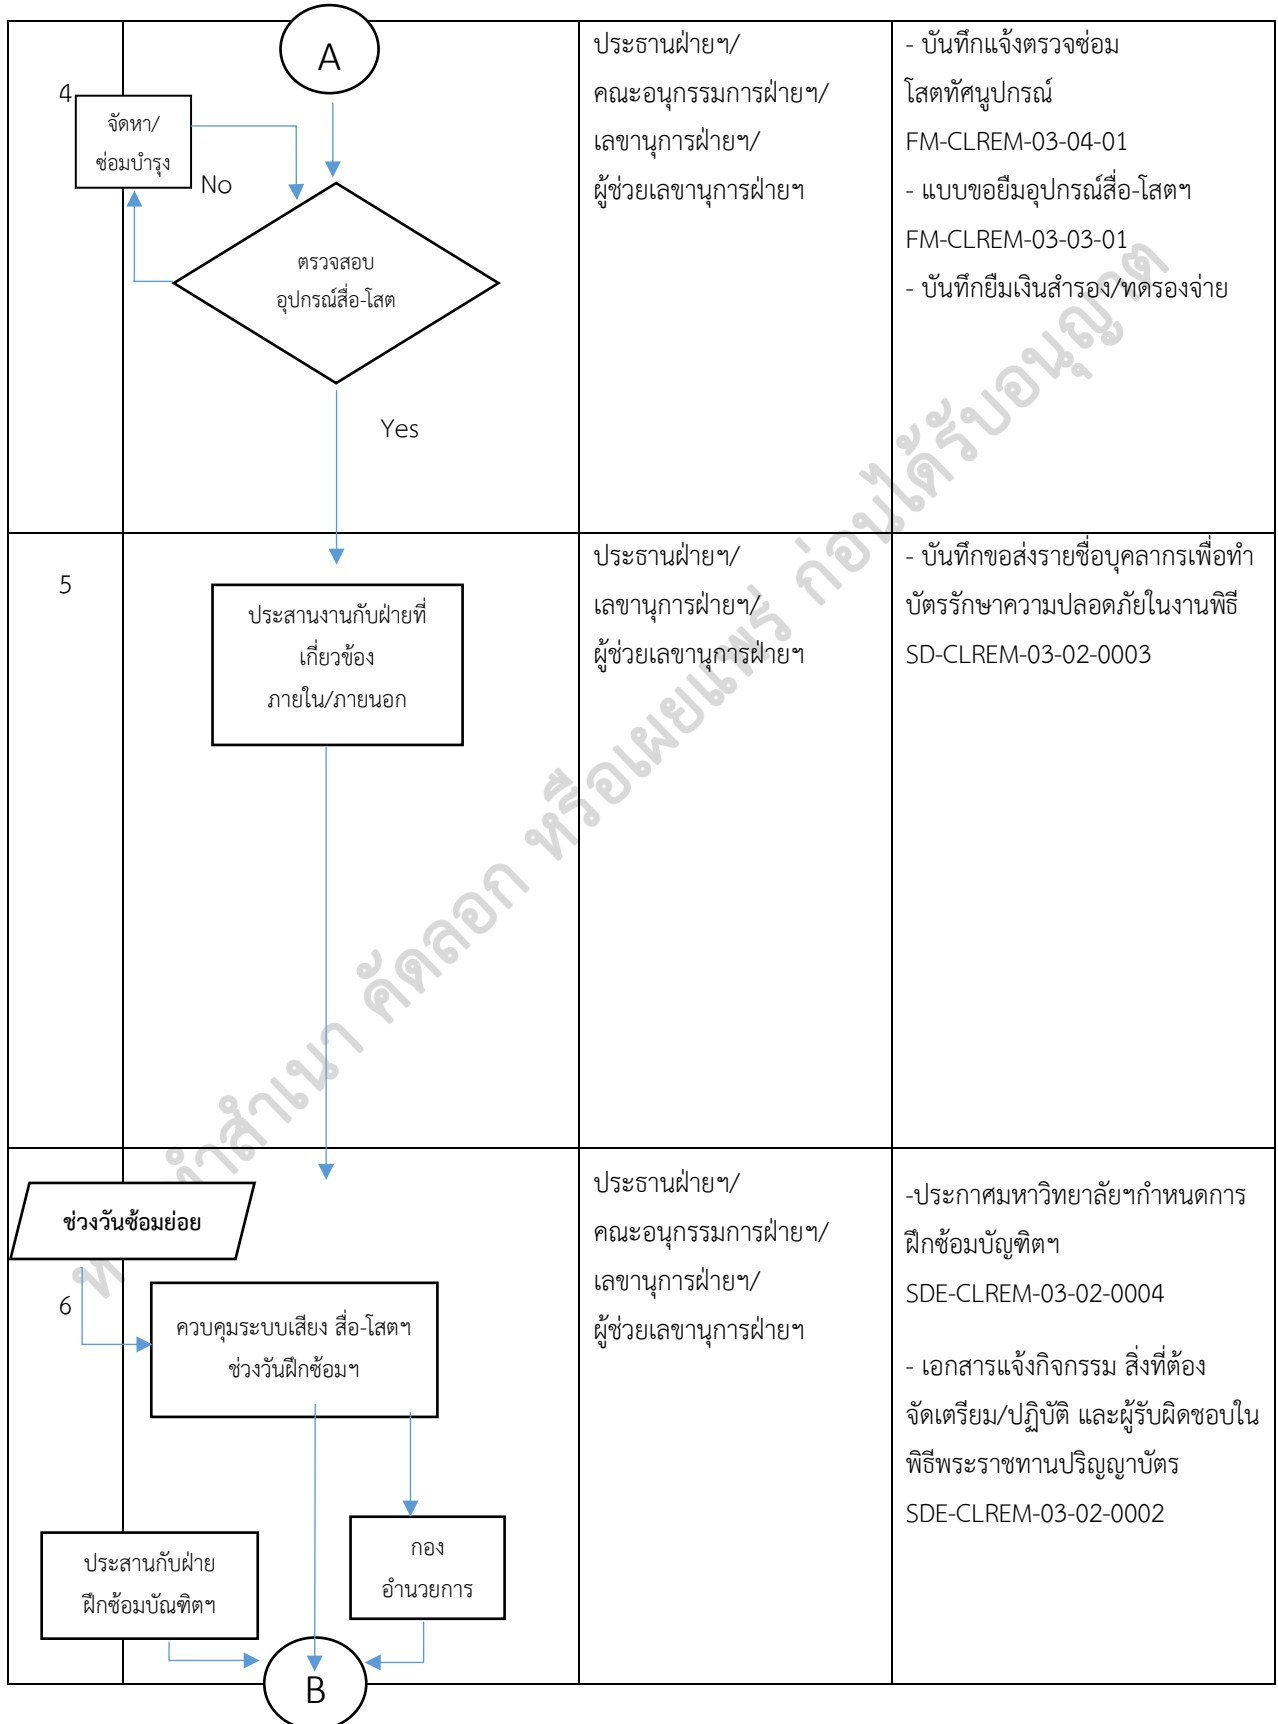 A
4
จัดหา/
ซ่อมบำรุง
No
ตรวจสอบ
อุปกรณ์สื่อ-โสต
Yes
ประธานฝ่ายฯ/
คณะอนุกรรมการฝ่ายฯ/
เลขานุการฝ่ายฯ/
ผู้ช่วยเลขานุการฝ่ายฯ
- บันทึกแจ้งตรวจซ่อม
โสตทัศนูปกรณ์
FM-CLREM-03-04-01
- แบบขอยืมอุปกรณ์สื่อ-โสตฯ
FM-CLREM-03-03-01
- บันทึกยืมเงินสำรอง/ทดรองจ่าย
5
ประสานงานกับฝ่ายที่
เกี่ยวข้อง
ภายใน/ภายนอก
ประธานฝ่ายฯ/
เลขานุการฝ่ายฯ/
ผู้ช่วยเลขานุการฝ่ายฯ
- บันทึกขอส่งรายชื่อบุคลากรเพื่อทำ
บัตรรักษาความปลอดภัยในงานพิธี
SD-CLREM-03-02-0003
ช่วงวันซ้อมย่อย
6
ควบคุมระบบเสียง สื่อ-โสตฯ
ช่วงวันฝึกซ้อมฯ
กอง
อำนวยการ
ประสานกับฝ่าย
ฝึกซ้อมบัณฑิตฯ
B
ประธานฝ่ายฯ/
คณะอนุกรรมการฝ่ายฯ/
เลขานุการฝ่ายฯ/
ผู้ช่วยเลขานุการฝ่ายฯ
-ประกาศมหาวิทยาลัยฯกำหนดการ
ฝึกซ้อมบัญฑิตฯ
SDE-CLREM-03-02-0004
- เอกสารแจ้งกิจกรรม สิ่งที่ต้อง
จัดเตรียม/ปฏิบัติ และผู้รับผิดชอบใน
พิธีพระราชทานปริญญาบัตร
SDE-CLREM-03-02-0002
ทำสำเนา คัดลอก หรือเผยแพร่ ก่อนได้รับอนุญาต